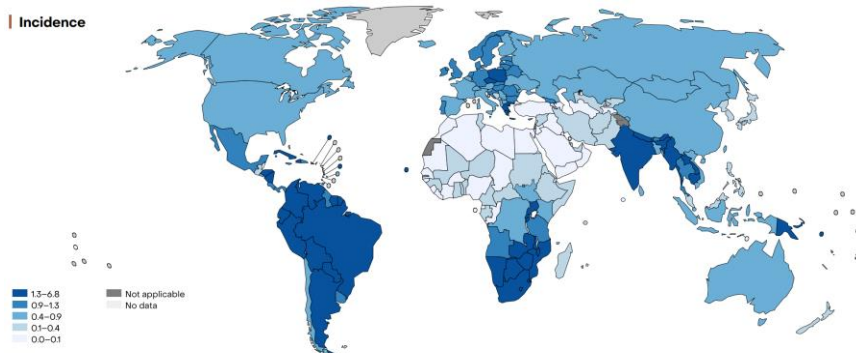 Incidence
1.3–6.8
0.9–1.3
0.4–0.9
0.1–0.4
0.0–0.1
Not applicable
No data